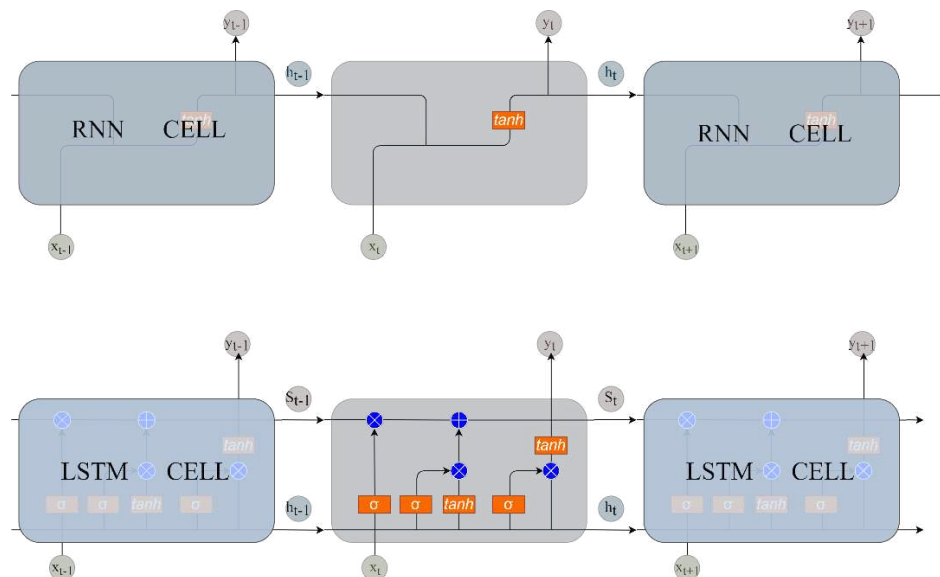 y_{t-1} y_t y_{t+1}
h_{t-1} h_t
tanh tanh tanh
RNN CELL RNN CELL
x_{t-1} x_t x_{t+1}
y_{t-1} y_t y_{t+1}
S_{t-1} S_t
tanh tanh tanh
LSTM CELL LSTM CELL
σ σ tanh σ σ σ tanh σ σ σ tanh σ
h_{t-1} h_t
x_{t-1} x_t x_{t+1}